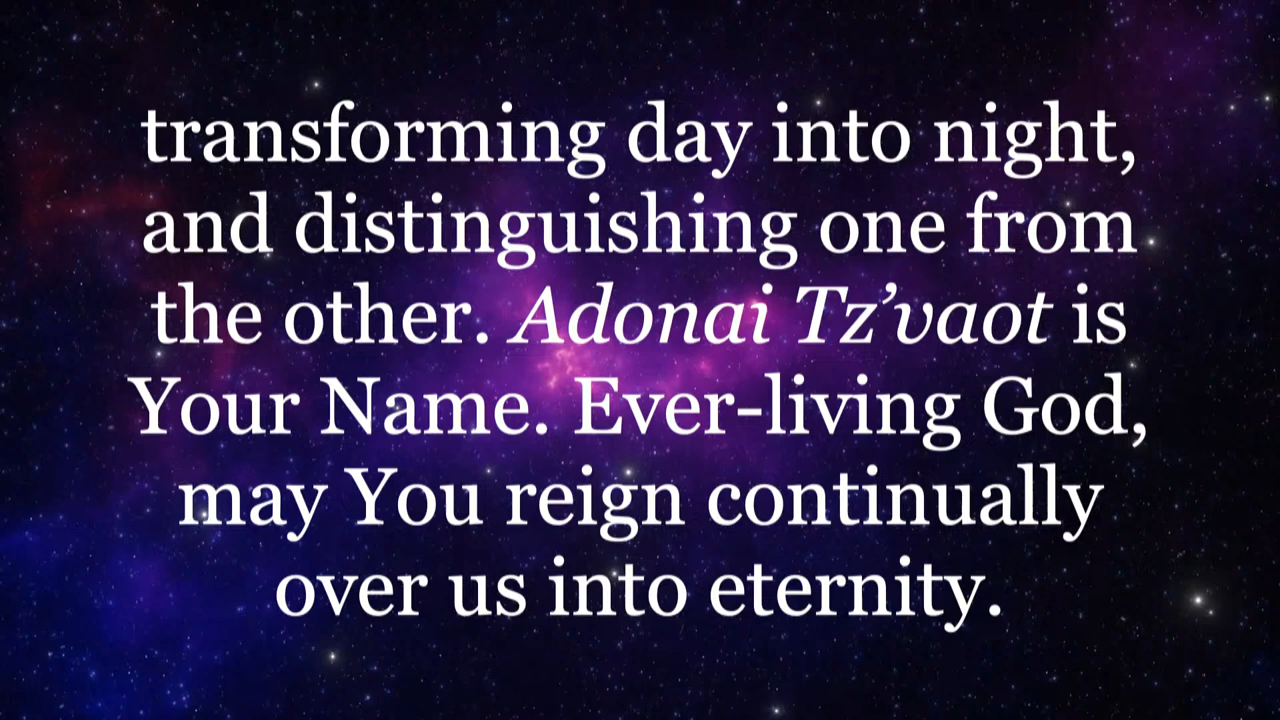 transforming day into night,
and distinguishing one from
the other. Adonai Tz’vaot is
Your Name. Ever-living God,
may You reign continually
over us into eternity.